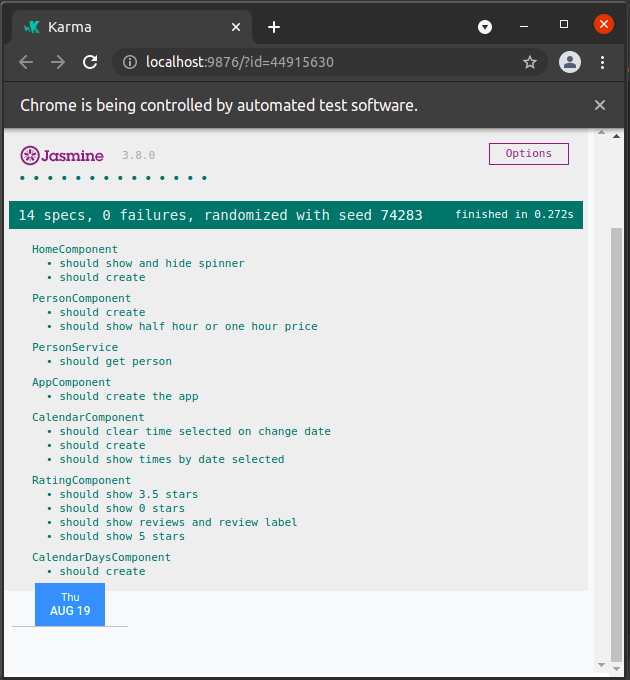 Karma
localhost:9876/?id=44915630
Chrome is being controlled by automated test software.
Jasmine 3.8.0
Options
14 specs, 0 failures, randomized with seed 74283
finished in 0.272s
HomeComponent
• should show and hide spinner
• should create
PersonComponent
• should create
• should show half hour or one hour price
PersonService
• should get person
AppComponent
• should create the app
CalendarComponent
• should clear time selected on change date
• should create
• should show times by date selected
RatingComponent
• should show 3.5 stars
• should show 0 stars
• should show reviews and review label
• should show 5 stars
CalendarDaysComponent
• should create
Thu
AUG 19